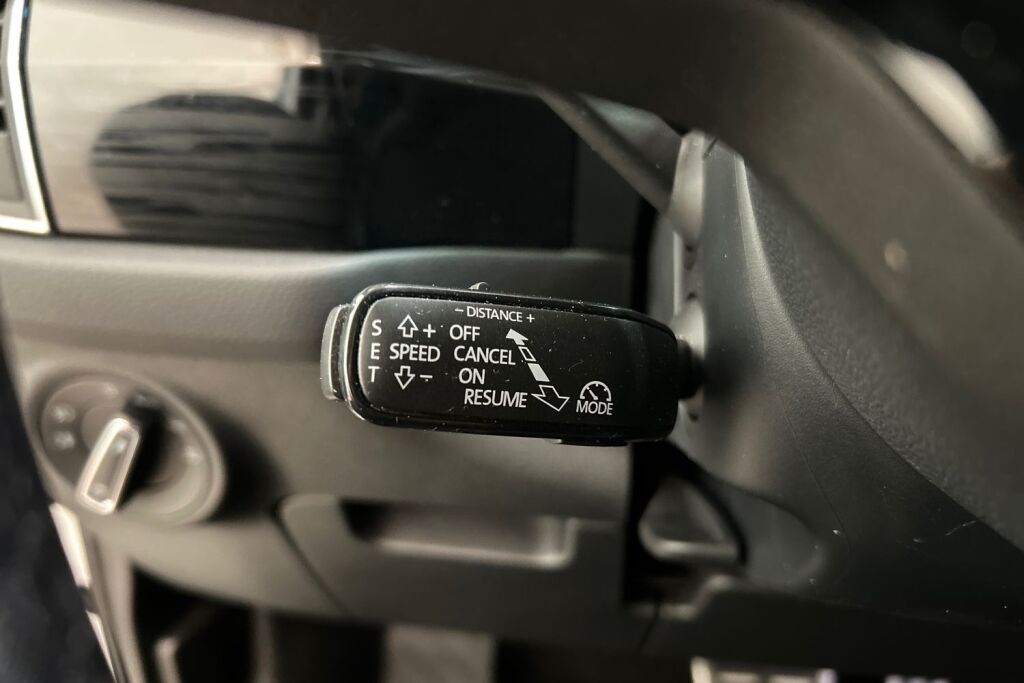 - DISTANCE +
S + OFF
E SPEED CANCEL
T - ON
RESUME
MODE